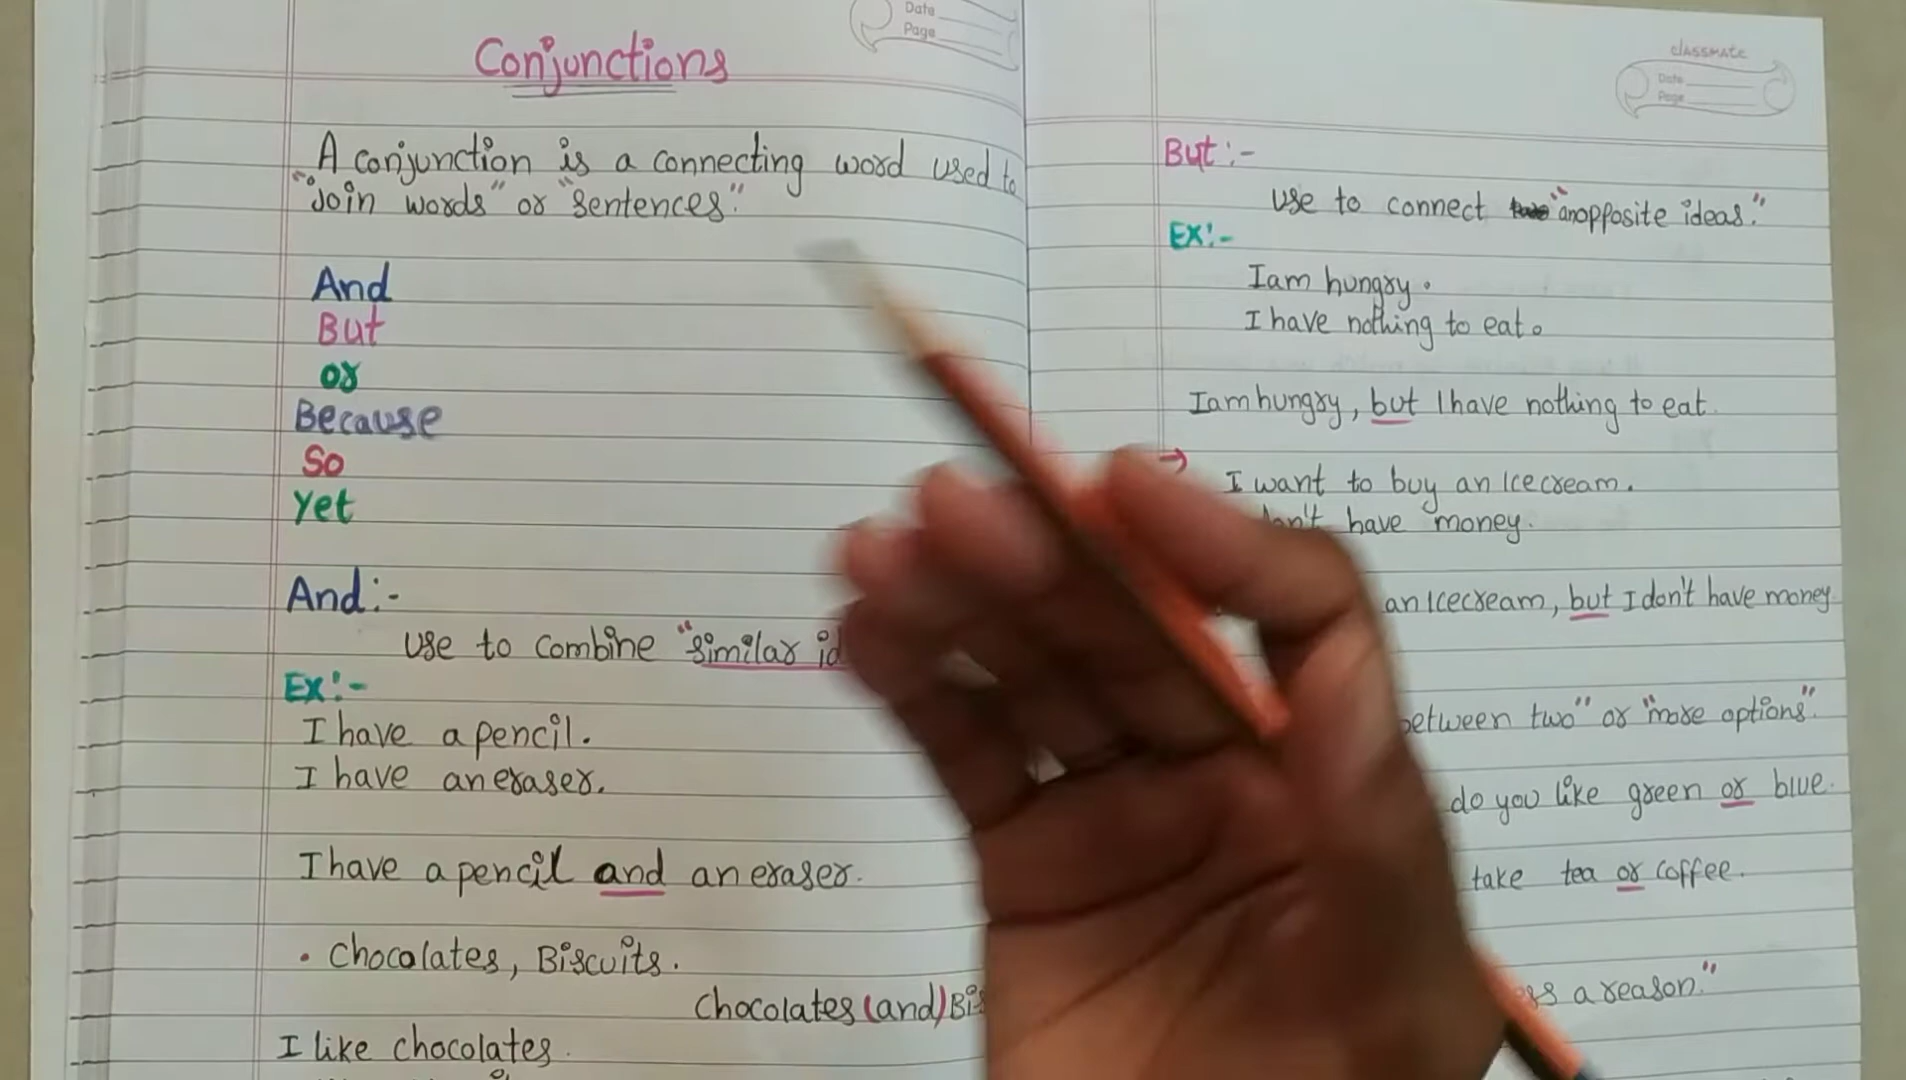 Date
Page
Conjunctions
A conjunction is a connecting word used to
"Join words" or "sentences".
And
But
or
Because
So
Yet
And:-
use to combine "similar
Ex:-
I have a pencil.
I have an eraser.
I have a pencil and an eraser.
• Chocolates, Biscuits.
Chocolates (and)
I like chocolates.
classmate
Date
Page
But :-
use to connect "an opposite ideas."
Ex:-
I am hungry.
I have nothing to eat.
I am hungry, but I have nothing to eat.
→ I want to buy an Icecream.
don't have money.
an Icecream, but I don't have money.
between two" or "more options".
do you like green or blue.
take tea or coffee.
a reason."